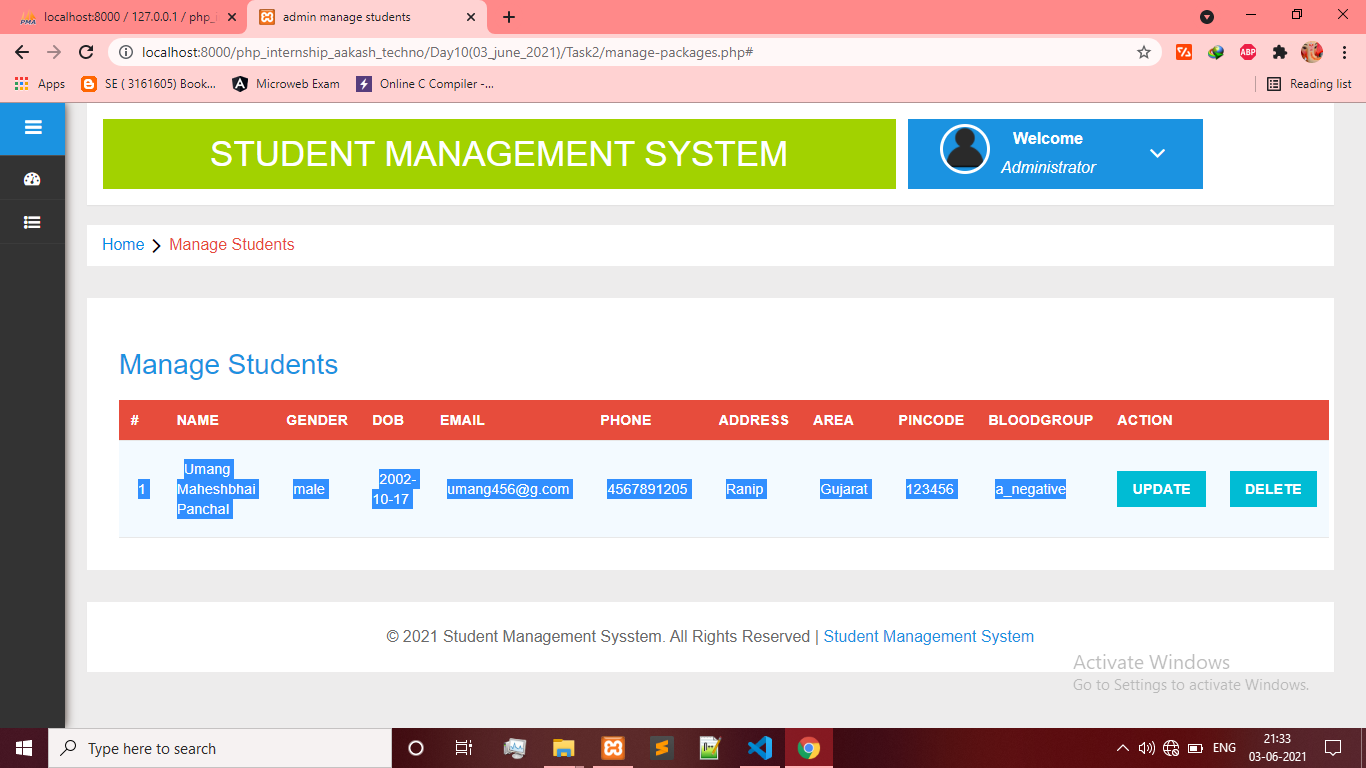 localhost:8000 / 127.0.0.1 / php_i
admin manage students
localhost:8000/php_internship_aakash_techno/Day10(03_june_2021)/Task2/manage-packages.php#
ABP
Apps
SE ( 3161605) Book...
Microweb Exam
Online C Compiler -...
Reading list
STUDENT MANAGEMENT SYSTEM
Welcome
Administrator
Home
Manage Students
Manage Students
# NAME GENDER DOB EMAIL PHONE ADDRESS AREA PINCODE BLOODGROUP ACTION
1
Umang
Maheshbhai
Panchal
male
2002-
10-17
umang456@g.com
4567891205
Ranip
Gujarat
123456
a_negative
UPDATE
DELETE
© 2021 Student Management Sysstem. All Rights Reserved | Student Management System
Activate Windows
Go to Settings to activate Windows.
Type here to search
ENG
21:33
03-06-2021